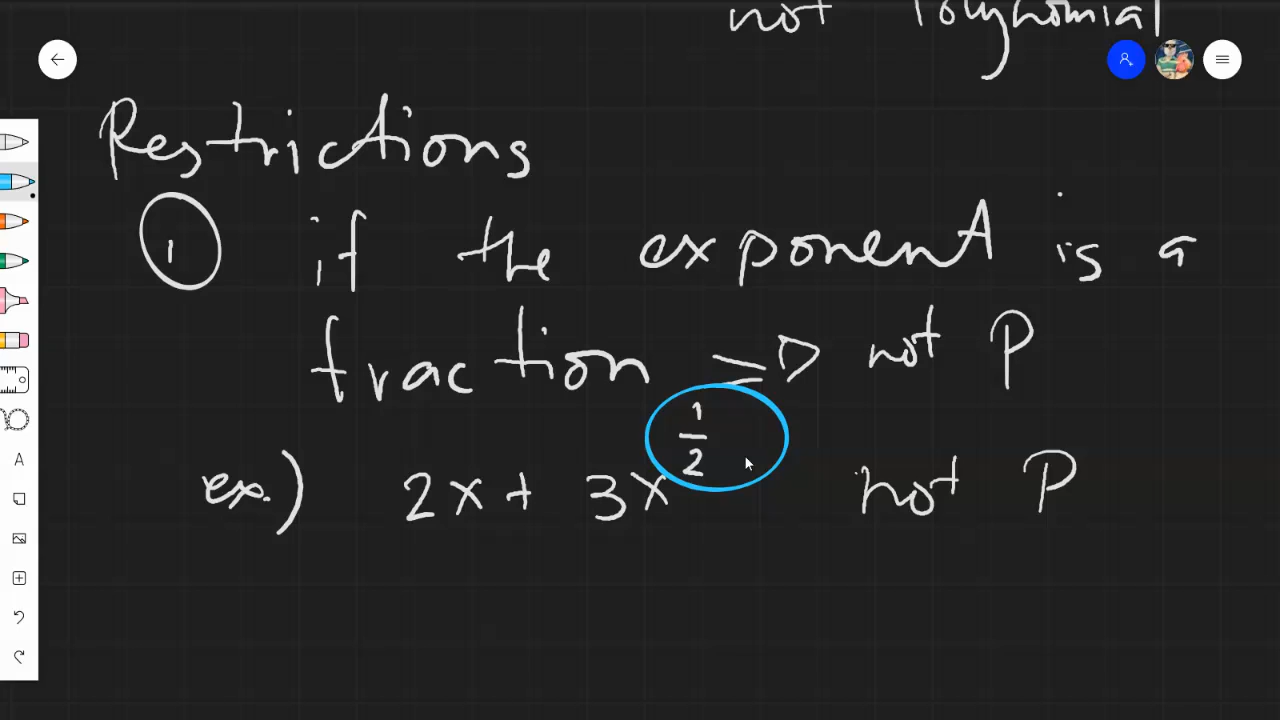 not Polynomial
Restrictions
① if the exponent is a
fraction ⇒ not P
ex.) 2x + 3x^(1/2) not P
A